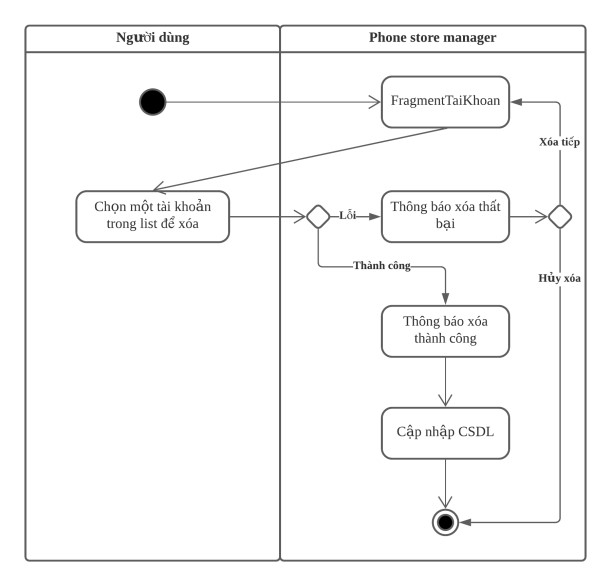 Người dùng
Phone store manager
FragmentTaiKhoan
Xóa tiếp
Chọn một tài khoản
trong list để xóa
Lỗi
Thông báo xóa thất
bại
Thành công
Hủy xóa
Thông báo xóa
thành công
Cập nhập CSDL